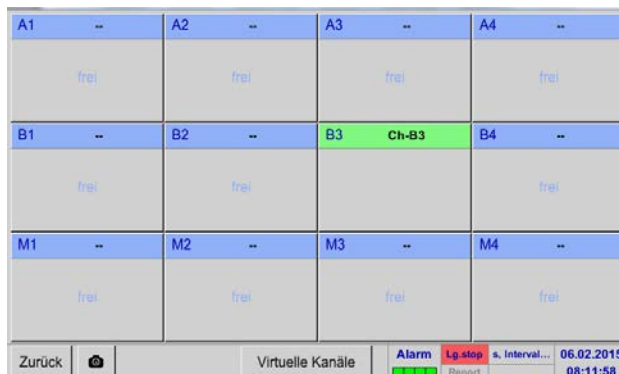 A1 -- A2 -- A3 -- A4 --
frei frei frei frei
B1 -- B2 -- B3 Ch-B3 B4 --
frei frei frei
M1 -- M2 -- M3 -- M4 --
frei frei frei frei
Zurück Virtuelle Kanäle Alarm Lg.stop s, Interval... 06.02.2015
Report 08:11:58